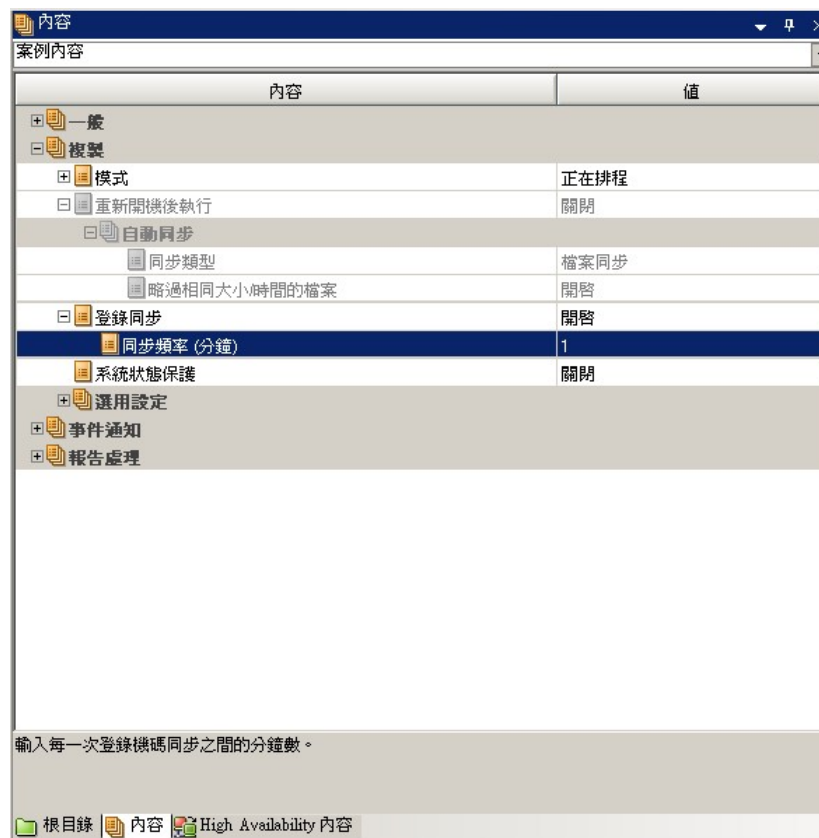 內容
案例內容
內容 值
一般
複製
模式 正在排程
重新開機後執行 關閉
自動同步
同步類型 檔案同步
略過相同大小/時間的檔案 開啟
登錄同步 開啟
同步頻率 (分鐘) 1
系統狀態保護 關閉
選用設定
事件通知
報告處理
輸入每一次登錄機碼同步之間的分鐘數。
根目錄 內容 High Availability 內容